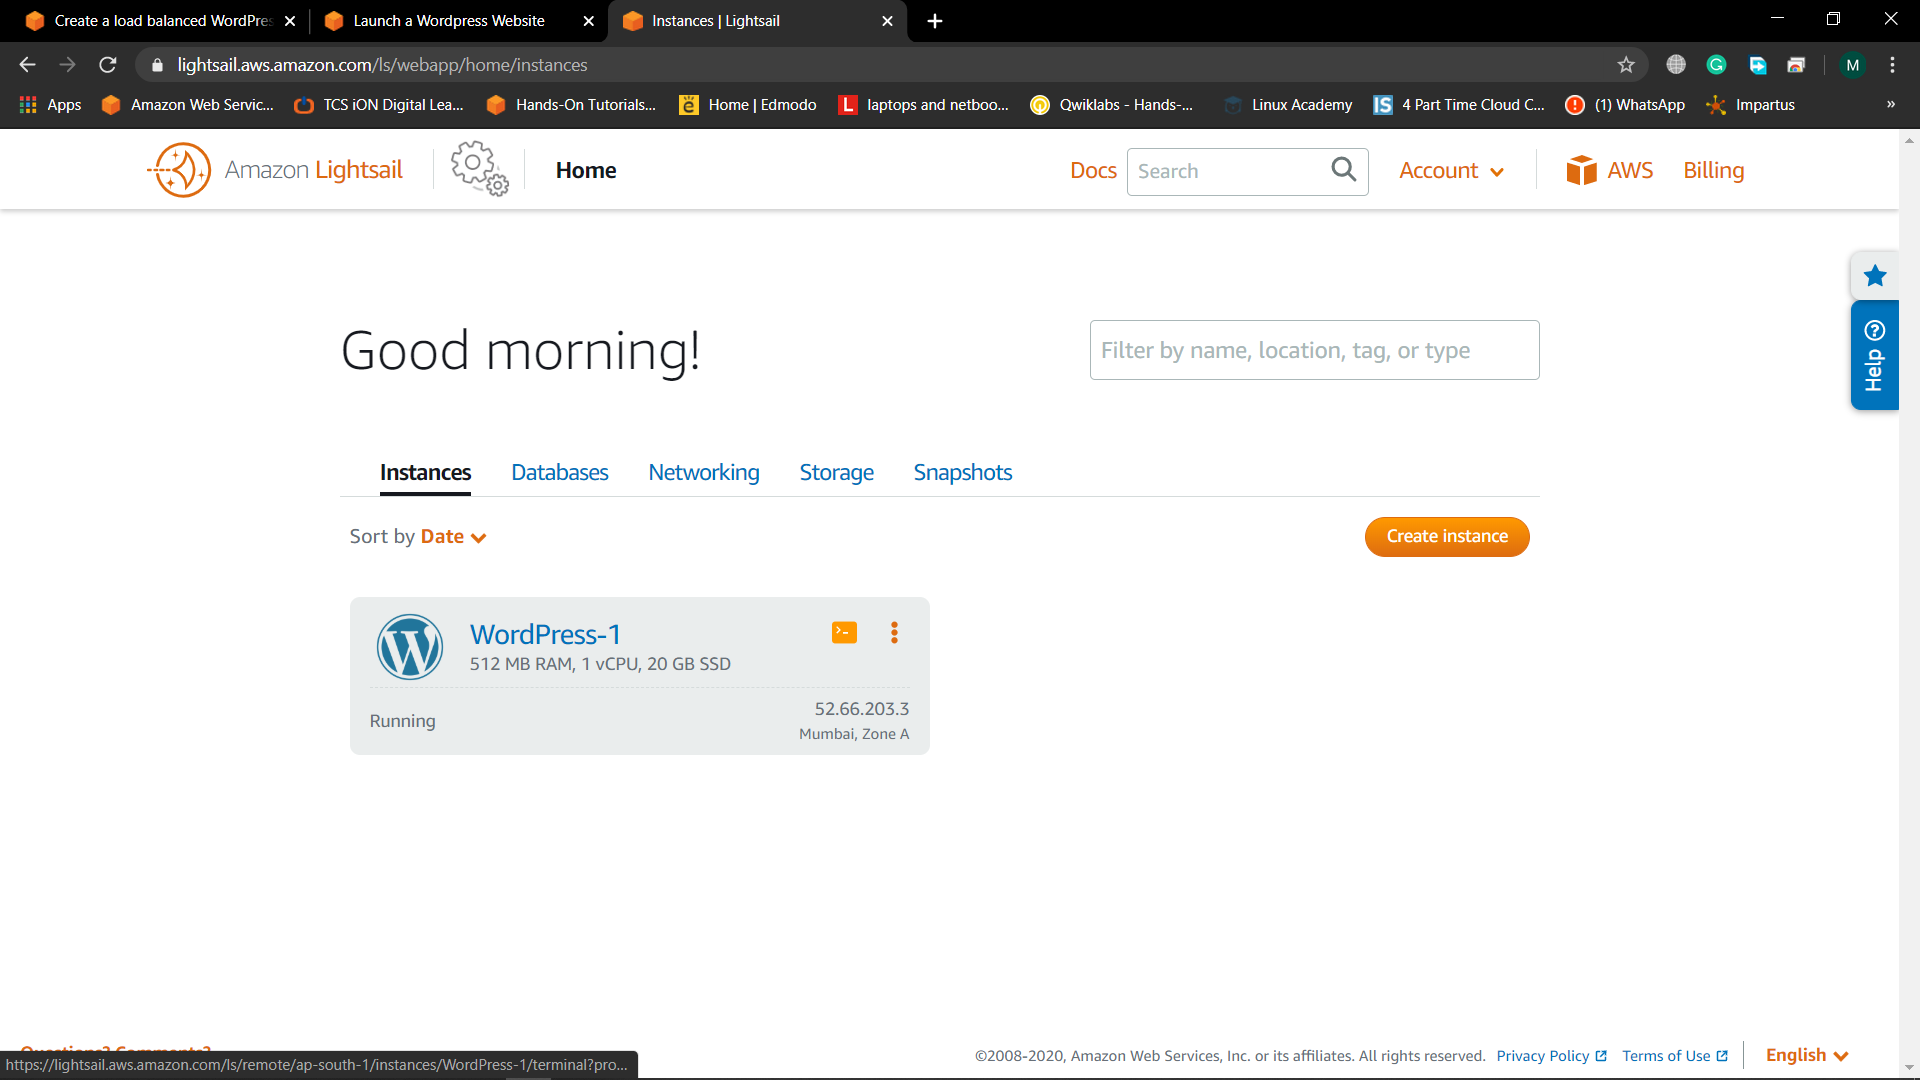 Create a load balanced WordPres
Launch a Wordpress Website
Instances | Lightsail
lightsail.aws.amazon.com/ls/webapp/home/instances
M
Apps
Amazon Web Servic...
TCS iON Digital Lea...
Hands-On Tutorials...
Home | Edmodo
laptops and netboo...
Qwiklabs - Hands-...
Linux Academy
4 Part Time Cloud C...
(1) WhatsApp
Impartus
»
Amazon Lightsail
Home
Docs
Search
Account
AWS
Billing
Good morning!
Filter by name, location, tag, or type
Help
Instances
Databases
Networking
Storage
Snapshots
Sort by Date
Create instance
WordPress-1
512 MB RAM, 1 vCPU, 20 GB SSD
Running
52.66.203.3
Mumbai, Zone A
Questions? Comments?
https://lightsail.aws.amazon.com/ls/remote/ap-south-1/instances/WordPress-1/terminal?pro...
©2008-2020, Amazon Web Services, Inc. or its affiliates. All rights reserved.
Privacy Policy
Terms of Use
English